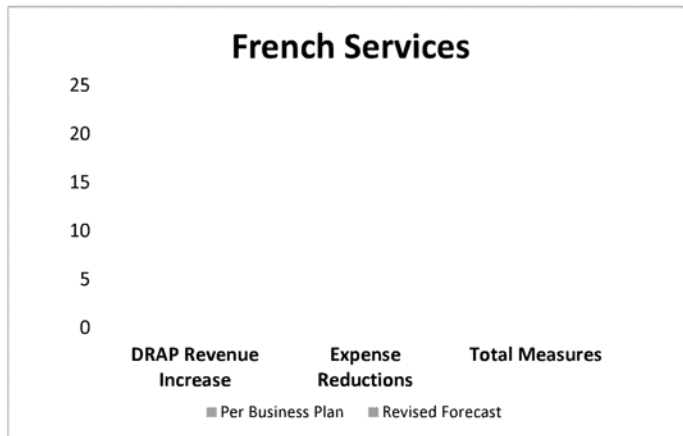 French Services
25
20
15
10
5
0
DRAP Revenue Increase
Expense Reductions
Total Measures
Per Business Plan
Revised Forecast